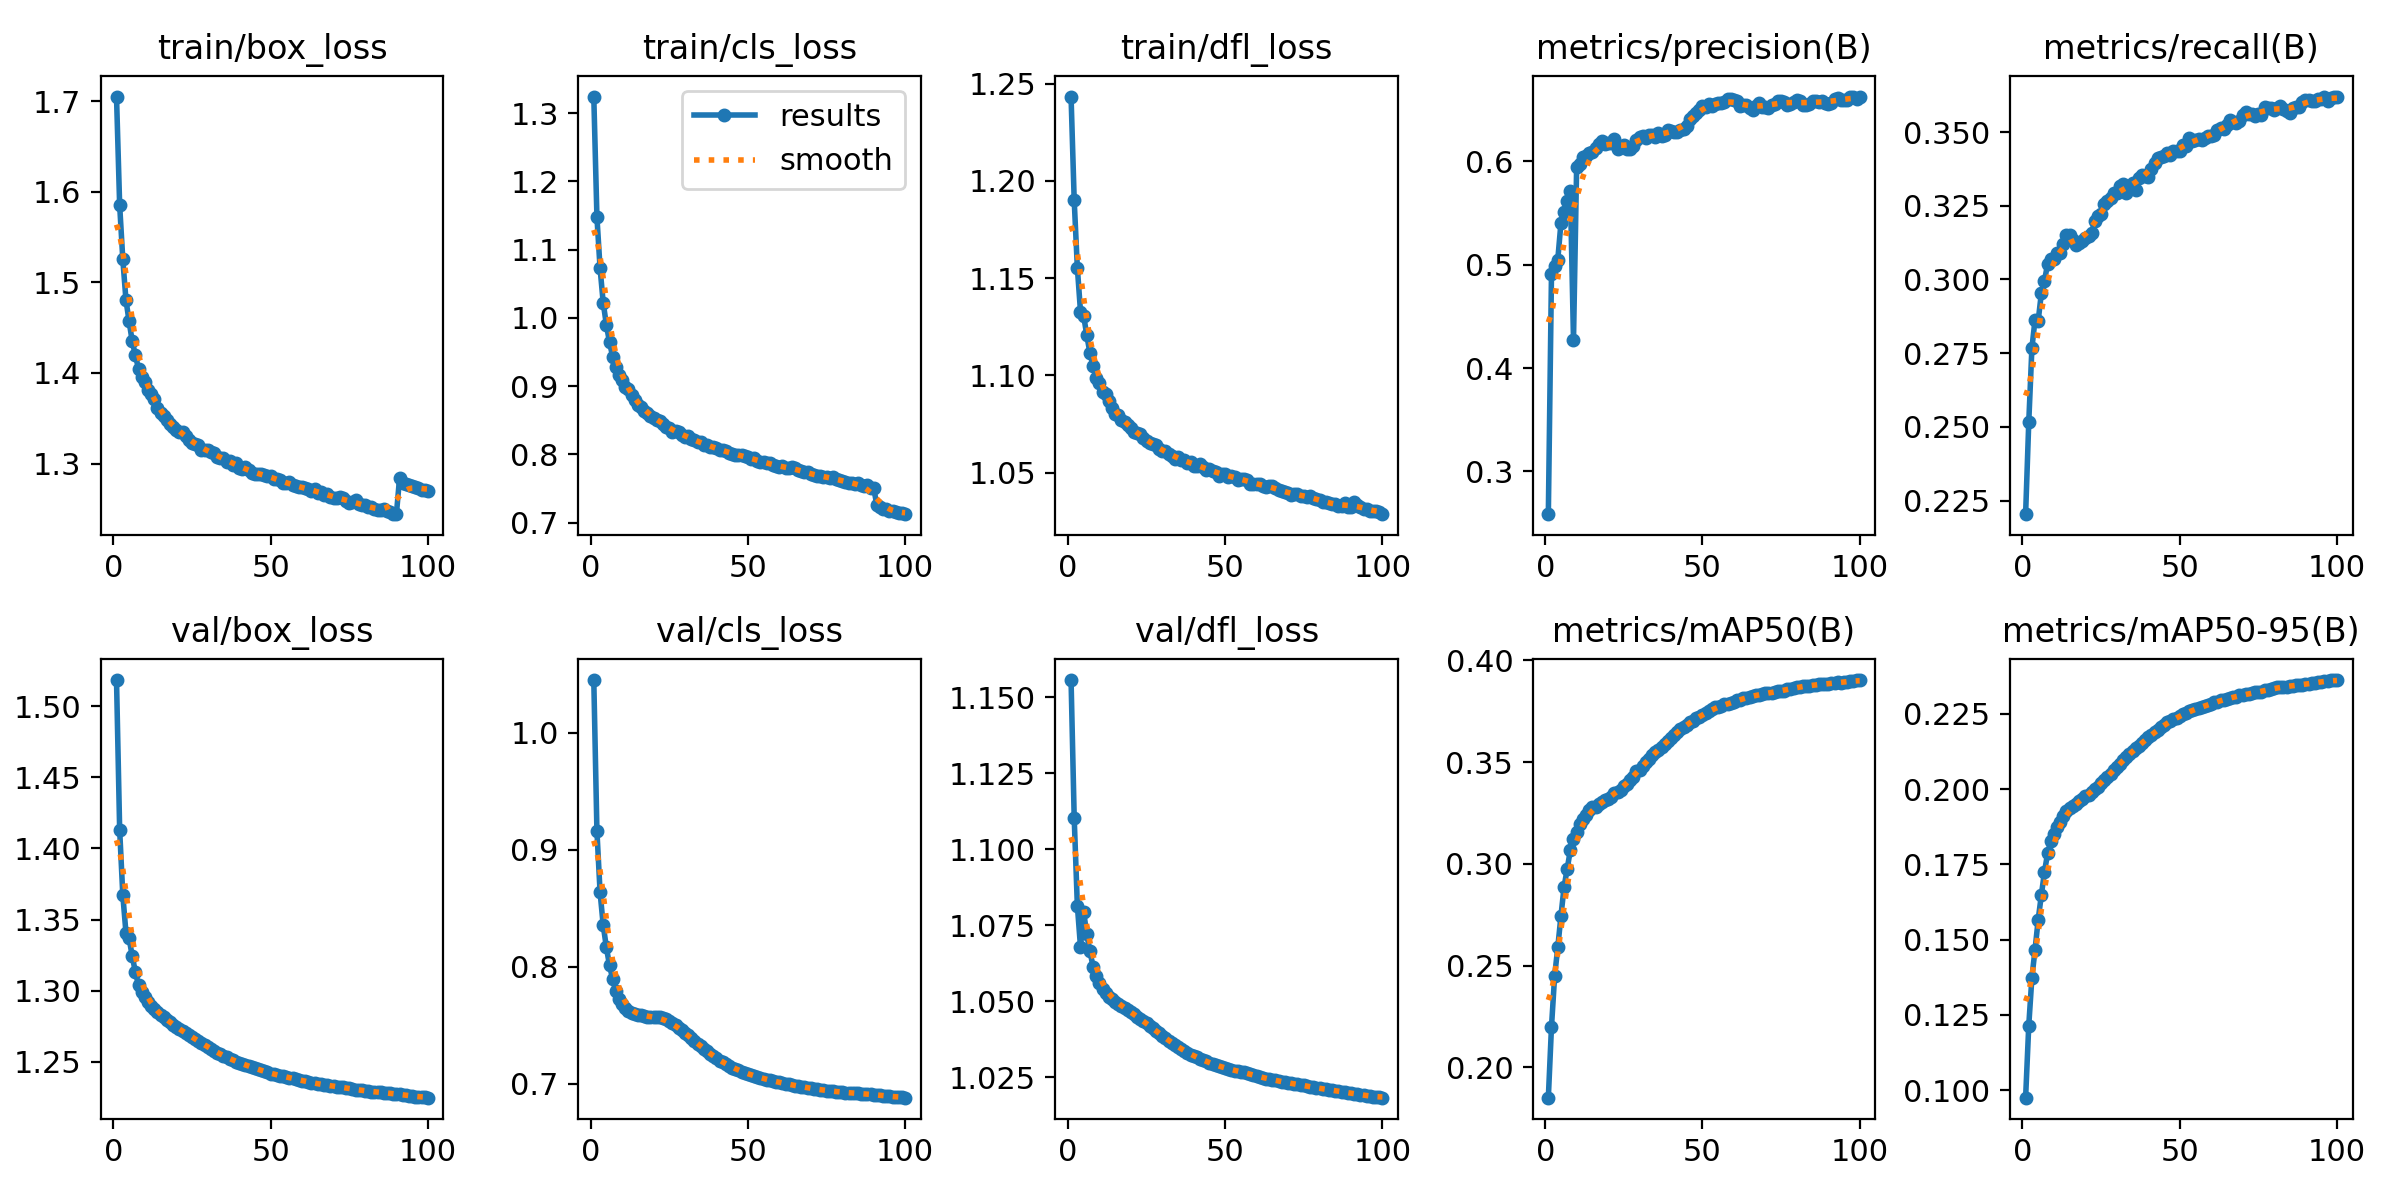 train/box_loss
1.7
1.6
1.5
1.4
1.3
0 50 100
train/cls_loss
results
smooth
1.3
1.2
1.1
1.0
0.9
0.8
0.7
0 50 100
train/dfl_loss
1.25
1.20
1.15
1.10
1.05
0 50 100
metrics/precision(B)
0.6
0.5
0.4
0.3
0 50 100
metrics/recall(B)
0.350
0.325
0.300
0.275
0.250
0.225
0 50 100
val/box_loss
1.50
1.45
1.40
1.35
1.30
1.25
0 50 100
val/cls_loss
1.0
0.9
0.8
0.7
0 50 100
val/dfl_loss
1.150
1.125
1.100
1.075
1.050
1.025
0 50 100
metrics/mAP50(B)
0.40
0.35
0.30
0.25
0.20
0 50 100
metrics/mAP50-95(B)
0.225
0.200
0.175
0.150
0.125
0.100
0 50 100